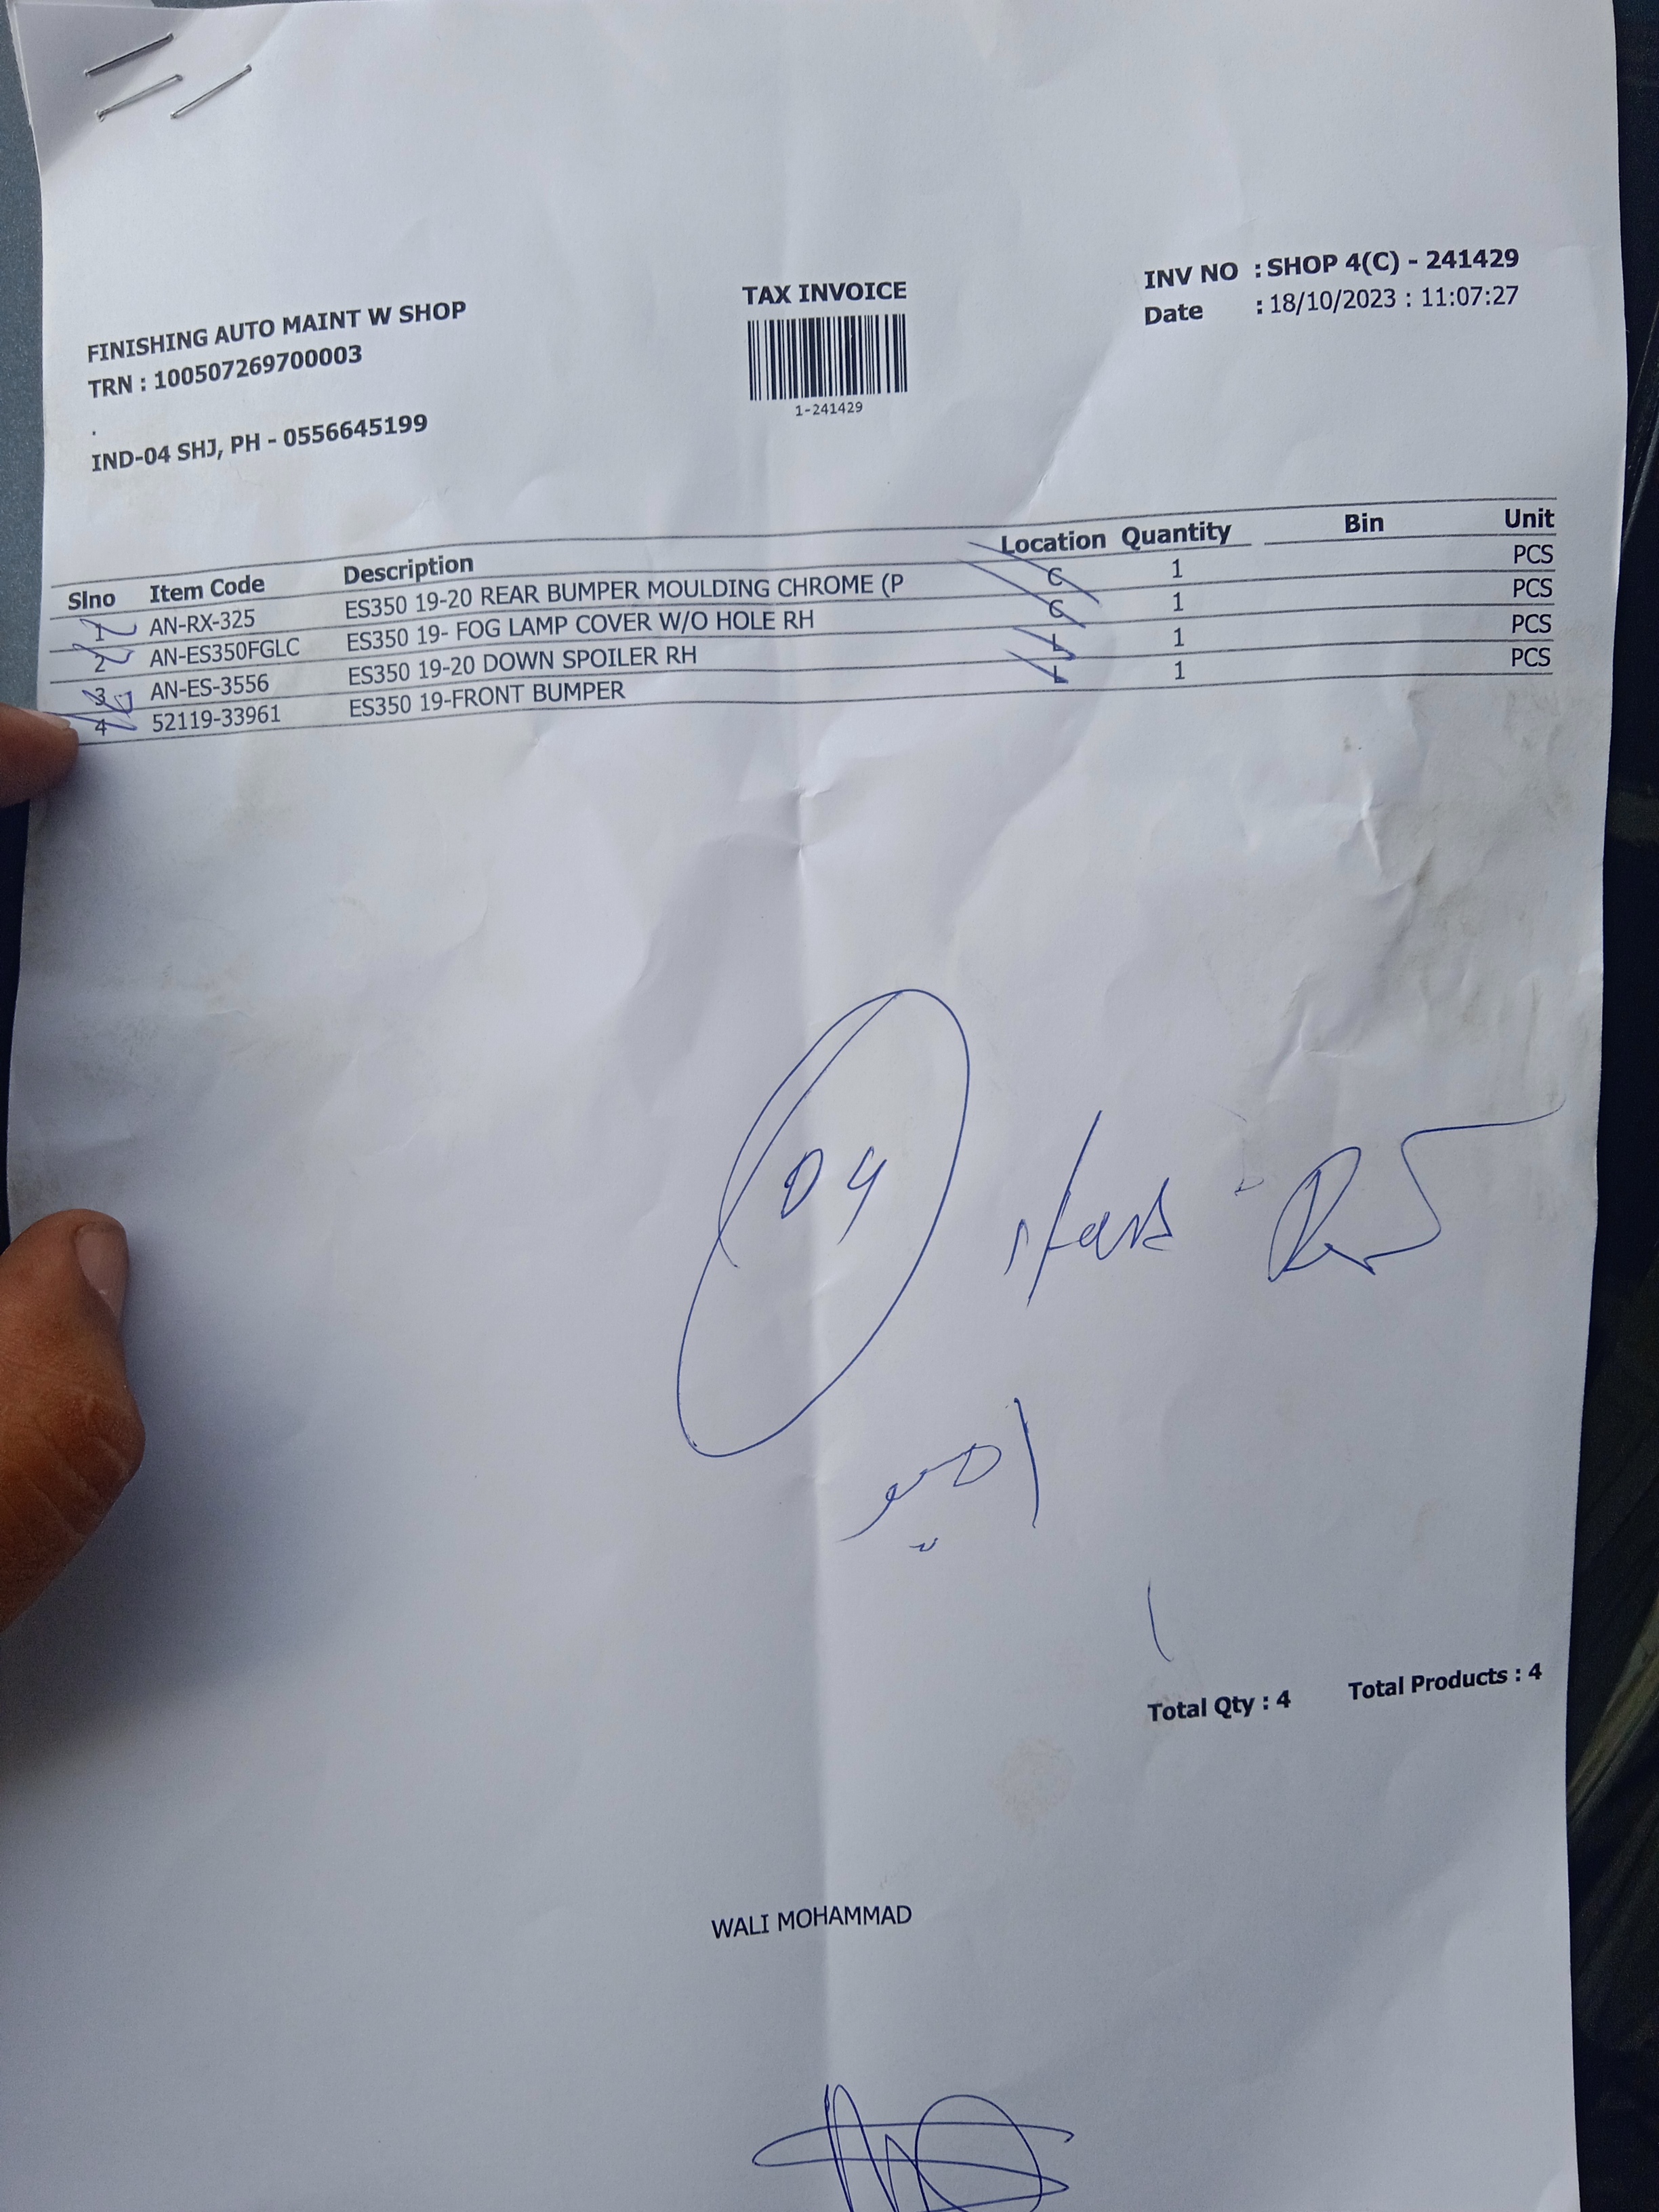 FINISHING AUTO MAINT W SHOP
TRN : 100507269700003
.
IND-04 SHJ, PH - 0556645199
TAX INVOICE
1-241429
INV NO : SHOP 4(C) - 241429
Date : 18/10/2023 : 11:07:27
Slno Item Code Description Location Quantity Bin Unit
1 AN-RX-325 ES350 19-20 REAR BUMPER MOULDING CHROME (P C 1 PCS
2 AN-ES350FGLC ES350 19- FOG LAMP COVER W/O HOLE RH C 1 PCS
3 AN-ES-3556 ES350 19-20 DOWN SPOILER RH L 1 PCS
4 52119-33961 ES350 19-FRONT BUMPER L 1 PCS
04
Total Qty : 4 Total Products : 4
WALI MOHAMMAD